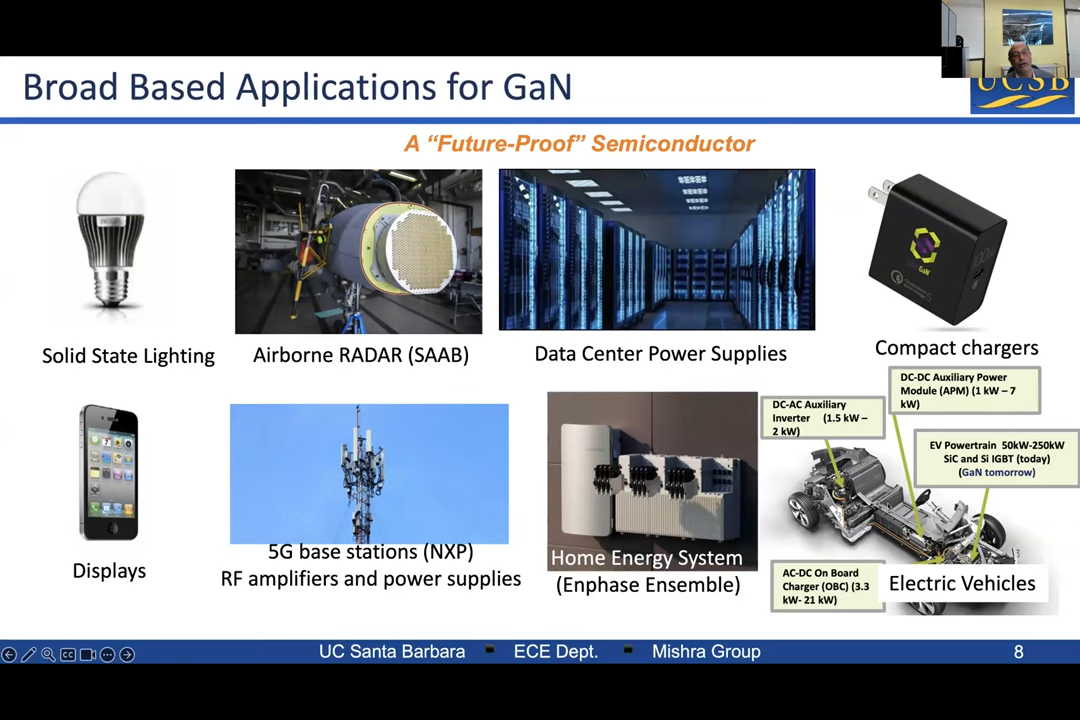 Broad Based Applications for GaN
UCSB
A “Future-Proof” Semiconductor
Solid State Lighting
Airborne RADAR (SAAB)
Data Center Power Supplies
GaN
Compact chargers
Displays
5G base stations (NXP)
RF amplifiers and power supplies
Home Energy System
(Enphase Ensemble)
DC-AC Auxiliary
Inverter (1.5 kW –
2 kW)
DC-DC Auxiliary Power
Module (APM) (1 kW – 7
kW)
EV Powertrain 50kW-250kW
SiC and Si IGBT (today)
(GaN tomorrow)
AC-DC On Board
Charger (OBC) (3.3
kW- 21 kW)
Electric Vehicles
CC
UC Santa Barbara ECE Dept. Mishra Group 8